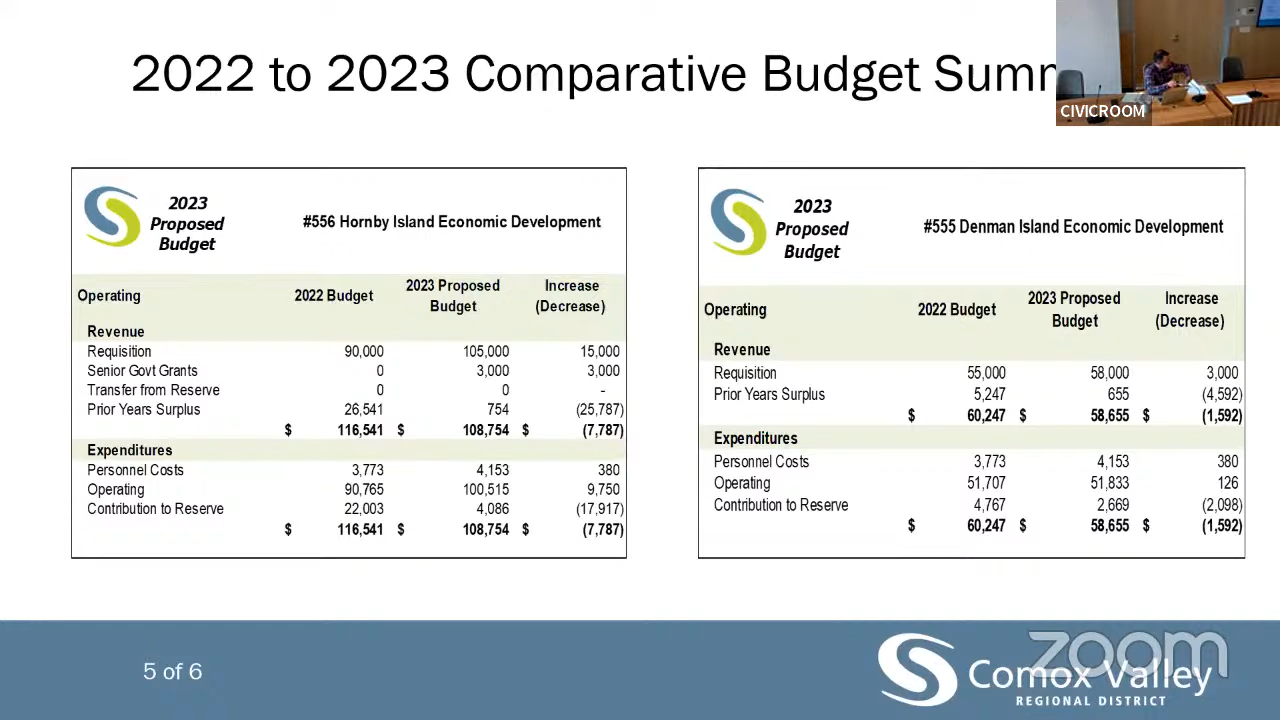 2022 to 2023 Comparative Budget Summ
CIVICROOM
2023
Proposed
Budget
#556 Hornby Island Economic Development
Operating 2022 Budget 2023 Proposed Budget Increase (Decrease)
Revenue
Requisition 90,000 105,000 15,000
Senior Govt Grants 0 3,000 3,000
Transfer from Reserve 0 0 -
Prior Years Surplus 26,541 754 (25,787)
$ 116,541 $ 108,754 $ (7,787)
Expenditures
Personnel Costs 3,773 4,153 380
Operating 90,765 100,515 9,750
Contribution to Reserve 22,003 4,086 (17,917)
$ 116,541 $ 108,754 $ (7,787)
2023
Proposed
Budget
#555 Denman Island Economic Development
Operating 2022 Budget 2023 Proposed Budget Increase (Decrease)
Revenue
Requisition 55,000 58,000 3,000
Prior Years Surplus 5,247 655 (4,592)
$ 60,247 $ 58,655 $ (1,592)
Expenditures
Personnel Costs 3,773 4,153 380
Operating 51,707 51,833 126
Contribution to Reserve 4,767 2,669 (2,098)
$ 60,247 $ 58,655 $ (1,592)
5 of 6
zoom
Comox Valley
REGIONAL DISTRICT